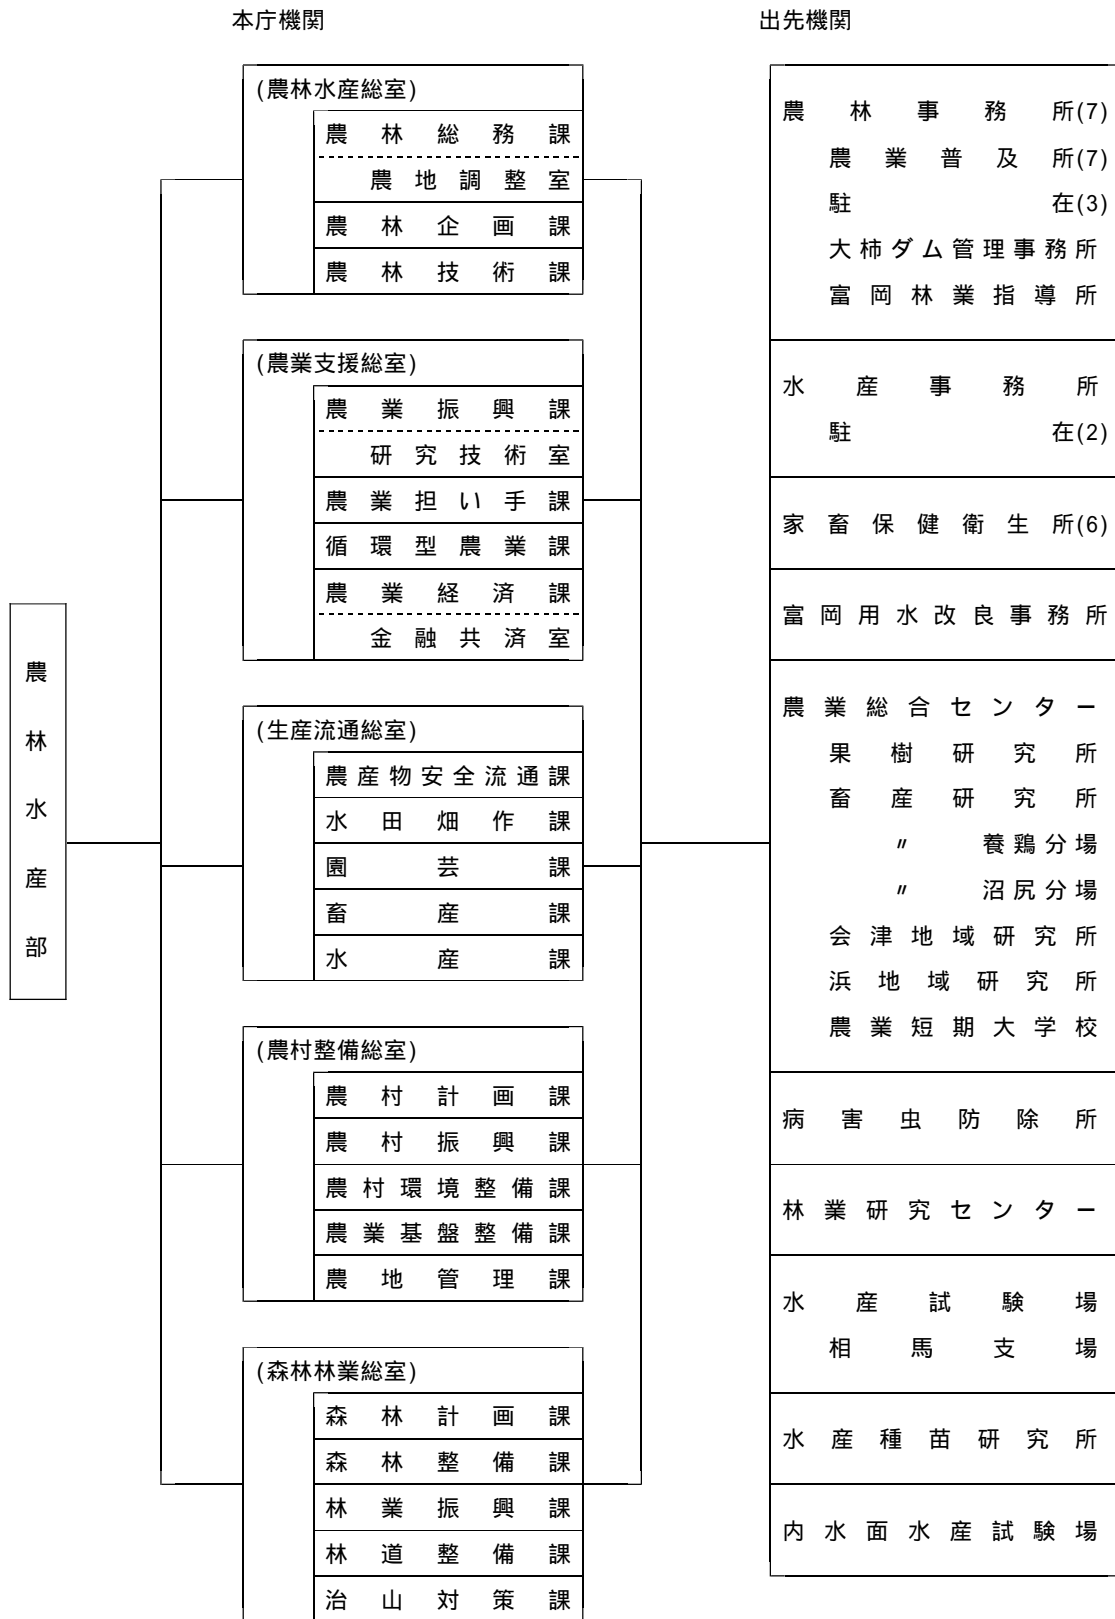 本庁機関
(農林水産総室)
農林総務課
農地調整室
農林企画課
農林技術課
(農業支援総室)
農業振興課
研究技術室
農業担い手課
循環型農業課
農業経済課
金融共済室
(生産流通総室)
農産物安全流通課
水田畑作課
園芸課
畜産課
水産課
(農村整備総室)
農村計画課
農村振興課
農村環境整備課
農業基盤整備課
農地管理課
(森林林業総室)
森林計画課
森林整備課
林業振興課
林道整備課
治山対策課
農林水産部
出先機関
農林事務所(7)
農業普及所(7)
駐在(3)
大柿ダム管理事務所
富岡林業指導所
水産事務所
駐在(2)
家畜保健衛生所(6)
富岡用水改良事務所
農業総合センター
果樹研究所
畜産研究所
〃 養鶏分場
〃 沼尻分場
会津地域研究所
浜地域研究所
農業短期大学校
病害虫防除所
林業研究センター
水産試験場
相馬支場
水産種苗研究所
内水面水産試験場